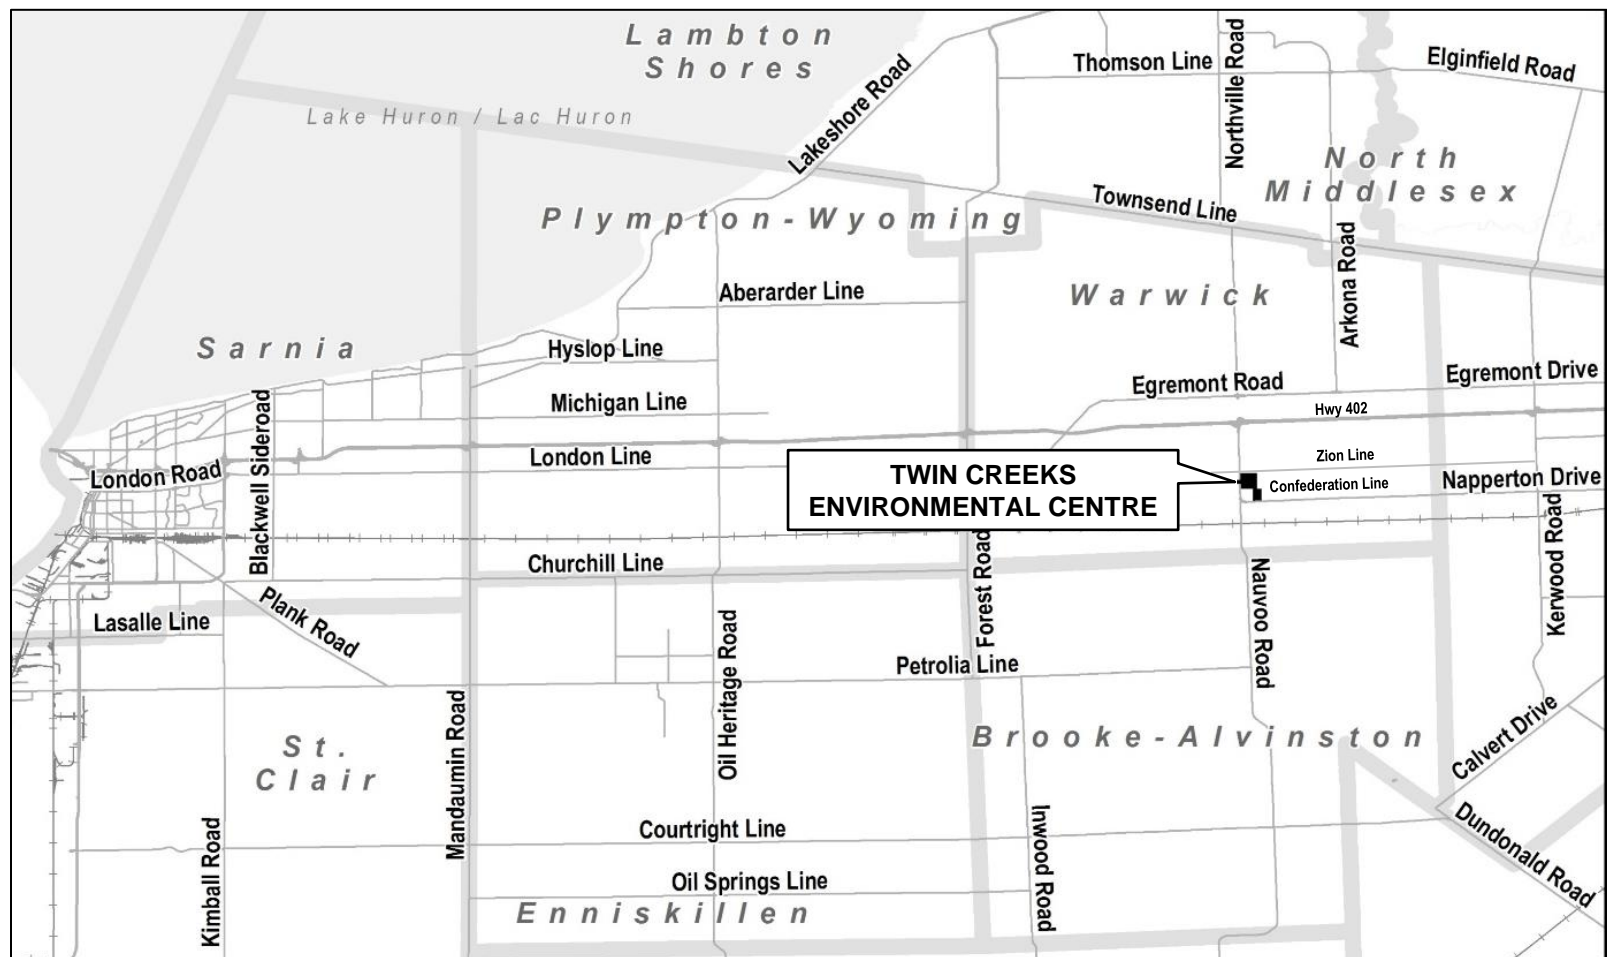 Lambton
Shores
Thomson Line
Northville Road
Elginfield Road
Lakeshore Road
Lake Huron / Lac Huron
North
Middlesex
Townsend Line
Plympton-Wyoming
Arkona Road
Aberarder Line
Warwick
Sarnia
Hyslop Line
Egremont Road
Egremont Drive
Michigan Line
Hwy 402
Blackwell Sideroad
London Line
Zion Line
London Road
TWIN CREEKS
ENVIRONMENTAL CENTRE
Confederation Line
Napperton Drive
Kerwood Road
Churchill Line
Forest Road
Nauvoo Road
Plank Road
Lasalle Line
Oil Heritage Road
Petrolia Line
Mandaumin Road
St.
Clair
Brooke-Alvinston
Calvert Drive
Kimball Road
Courtright Line
Inwood Road
Dundonald Road
Oil Springs Line
Enniskillen